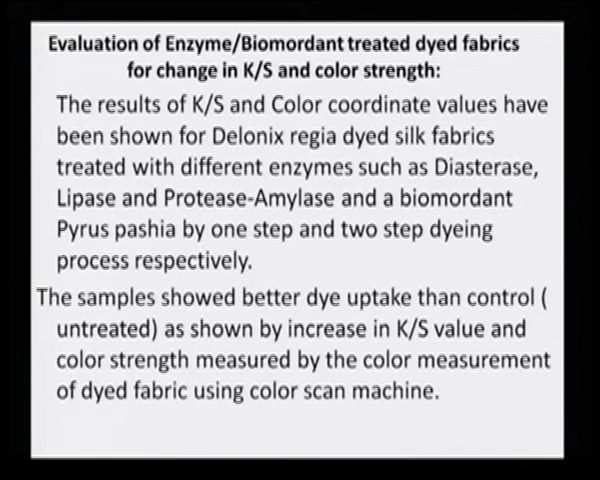 Evaluation of Enzyme/Biomordant treated dyed fabrics
for change in K/S and color strength:
The results of K/S and Color coordinate values have
been shown for Delonix regia dyed silk fabrics
treated with different enzymes such as Diasterase,
Lipase and Protease-Amylase and a biomordant
Pyrus pashia by one step and two step dyeing
process respectively.
The samples showed better dye uptake than control (
untreated) as shown by increase in K/S value and
color strength measured by the color measurement
of dyed fabric using color scan machine.